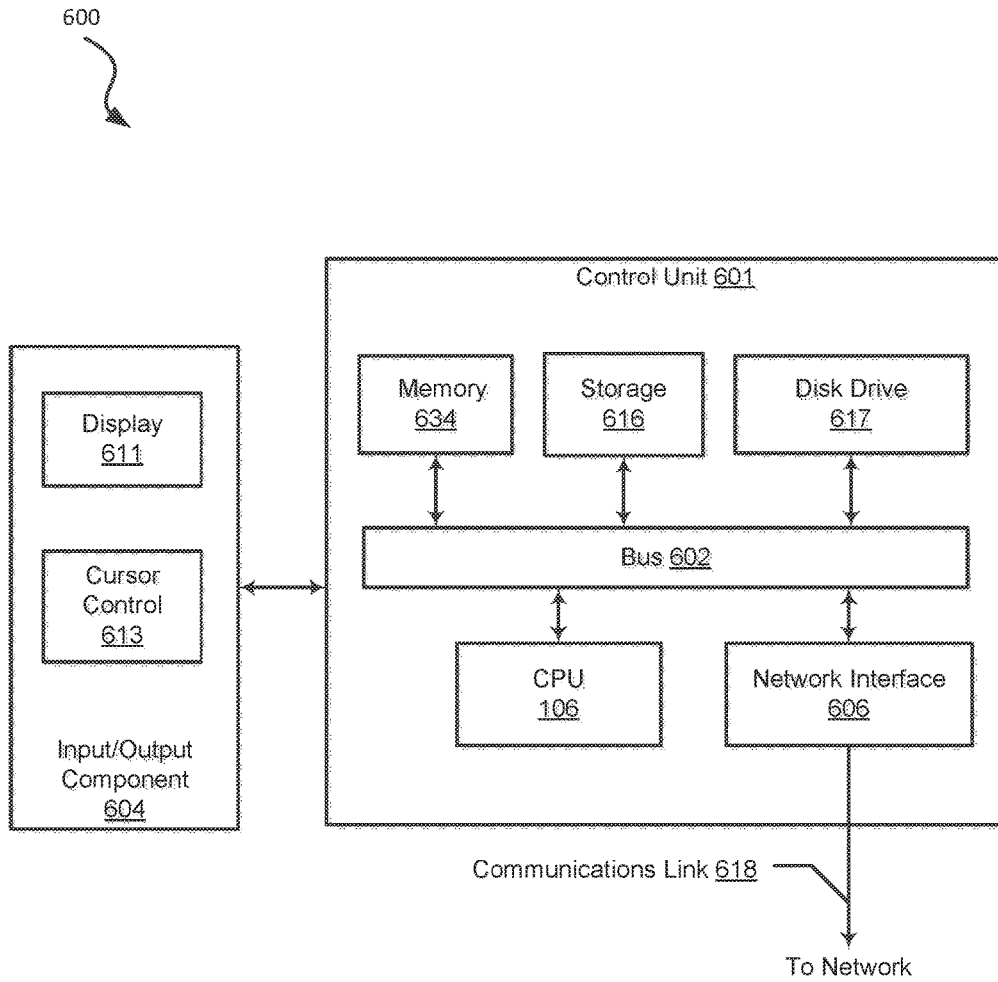 600
Control Unit 601
Memory
634
Storage
616
Disk Drive
617
Display
611
Bus 602
Cursor
Control
613
CPU
106
Network Interface
606
Input/Output
Component
604
Communications Link 618
To Network